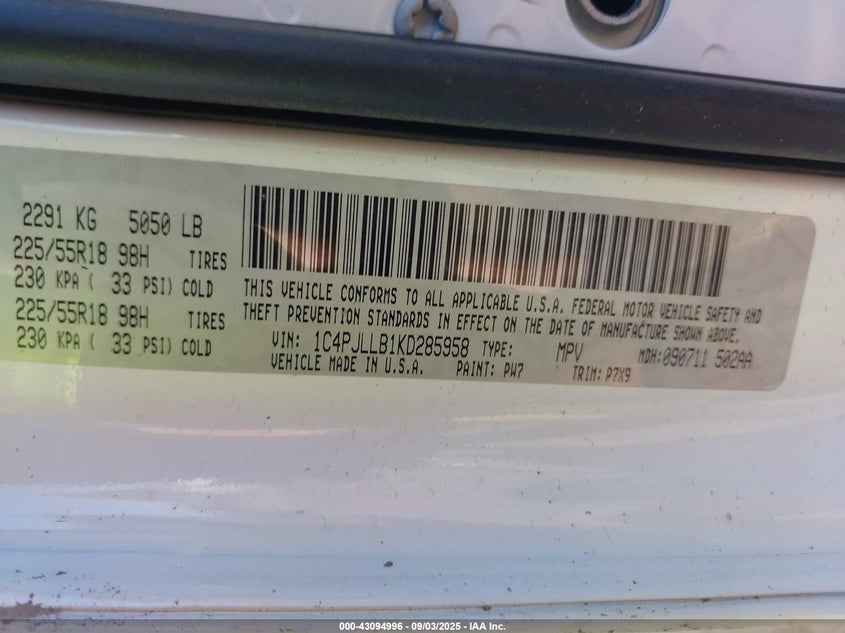 2291 KG 5050 LB
225/55R18 98H TIRES
230 KPA ( 33 PSI) COLD
225/55R18 98H TIRES
230 KPA ( 33 PSI) COLD
THIS VEHICLE CONFORMS TO ALL APPLICABLE U.S.A. FEDERAL MOTOR VEHICLE SAFETY AND
THEFT PREVENTION STANDARDS IN EFFECT ON THE DATE OF MANUFACTURE SHOWN ABOVE.
VIN: 1C4PJLLB1KD285958 TYPE: MPV MDH:090711 502AA
VEHICLE MADE IN U.S.A. PAINT: PW7 TRIM: P7X9
000-43094996 - 09/03/2025 - IAA Inc.